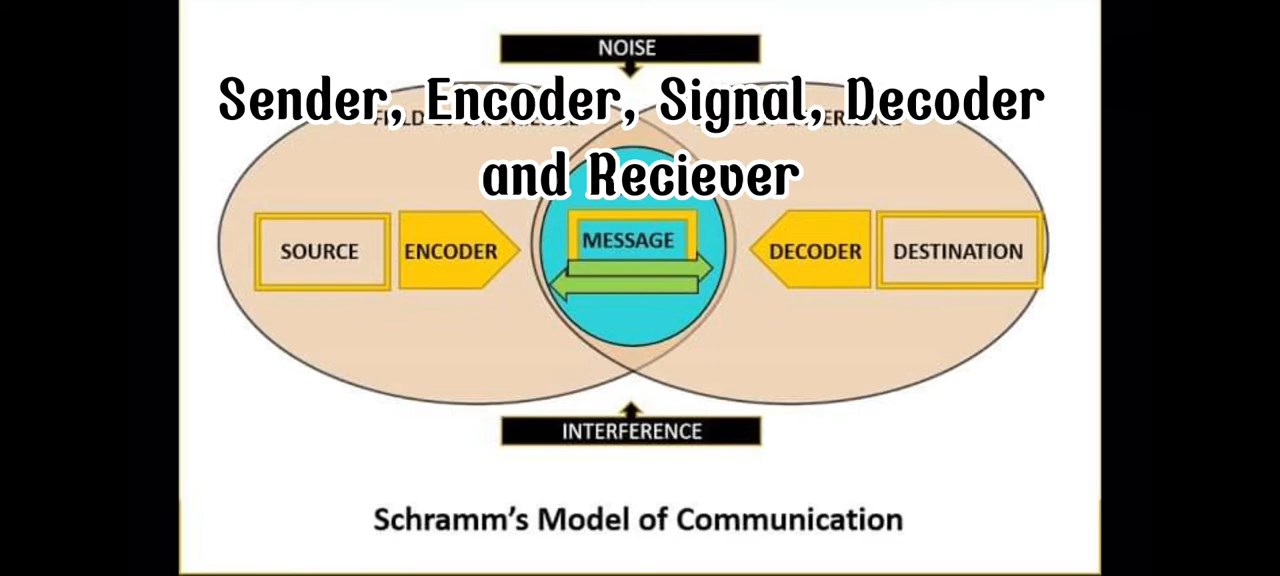 NOISE
Sender, Encoder, Signal, Decoder
and Reciever
SOURCE
ENCODER
MESSAGE
DECODER
DESTINATION
INTERFERENCE
Schramm's Model of Communication